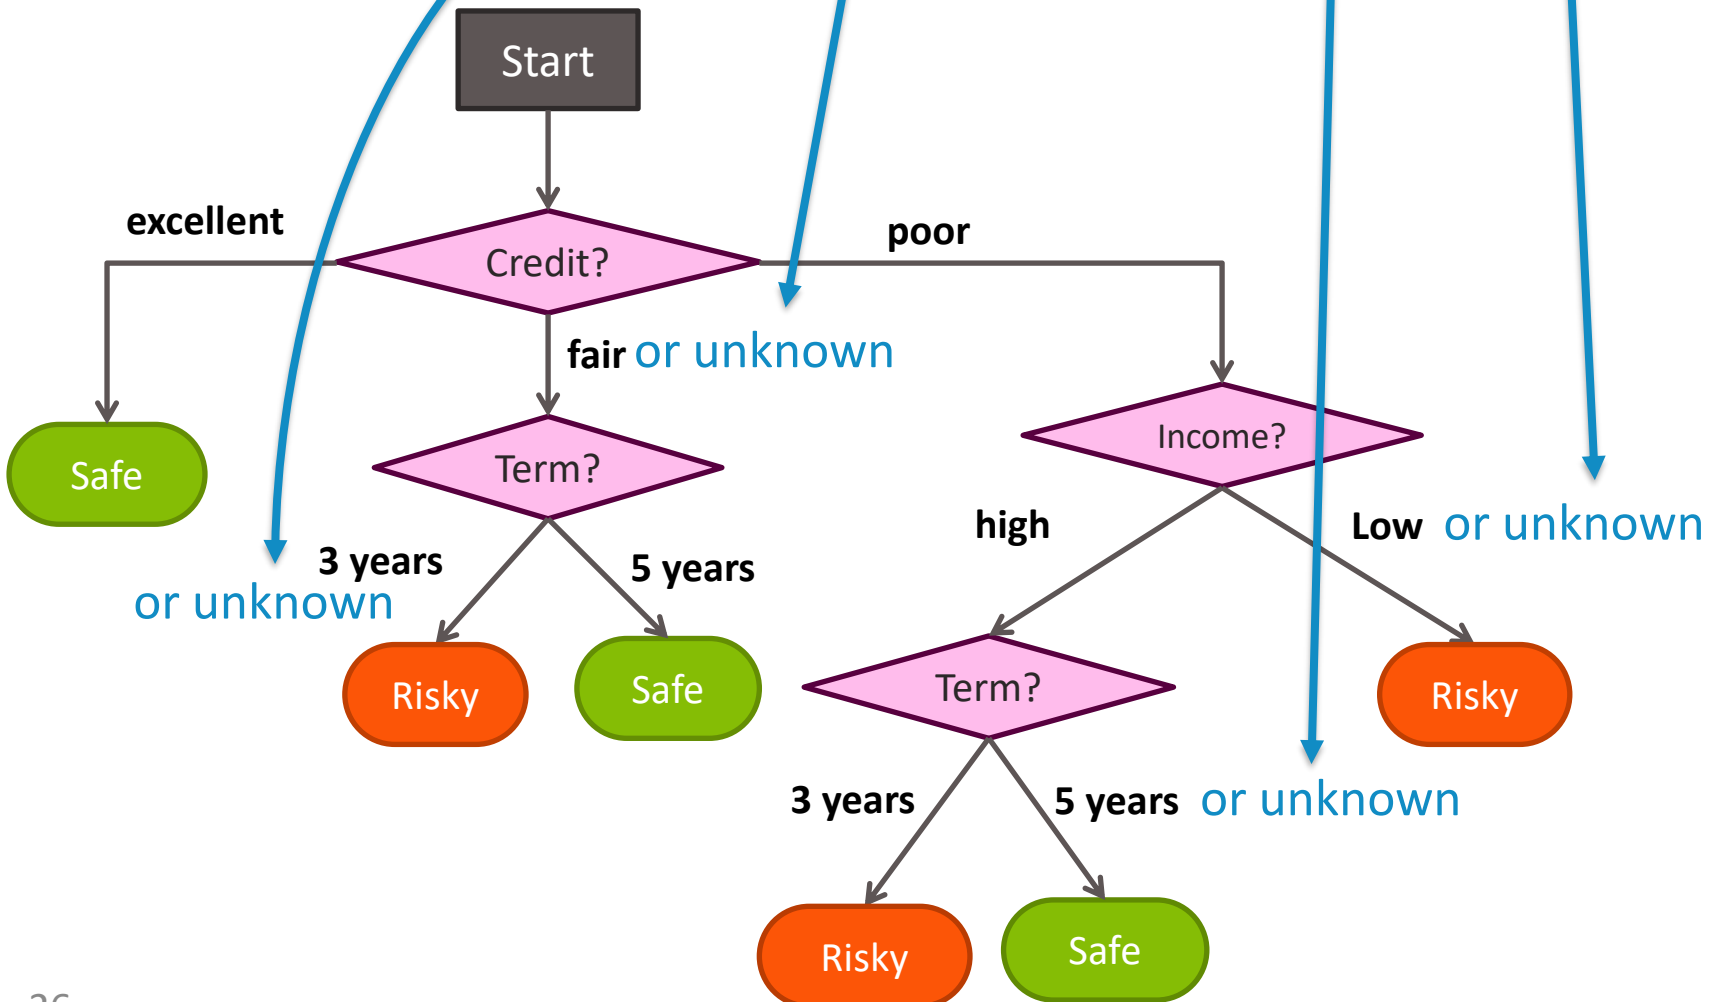 Start
excellent
Credit?
poor
fair or unknown
Safe
Term?
Income?
high
Low or unknown
3 years
5 years
or unknown
Risky
Safe
Term?
Risky
3 years
5 years or unknown
Risky
Safe